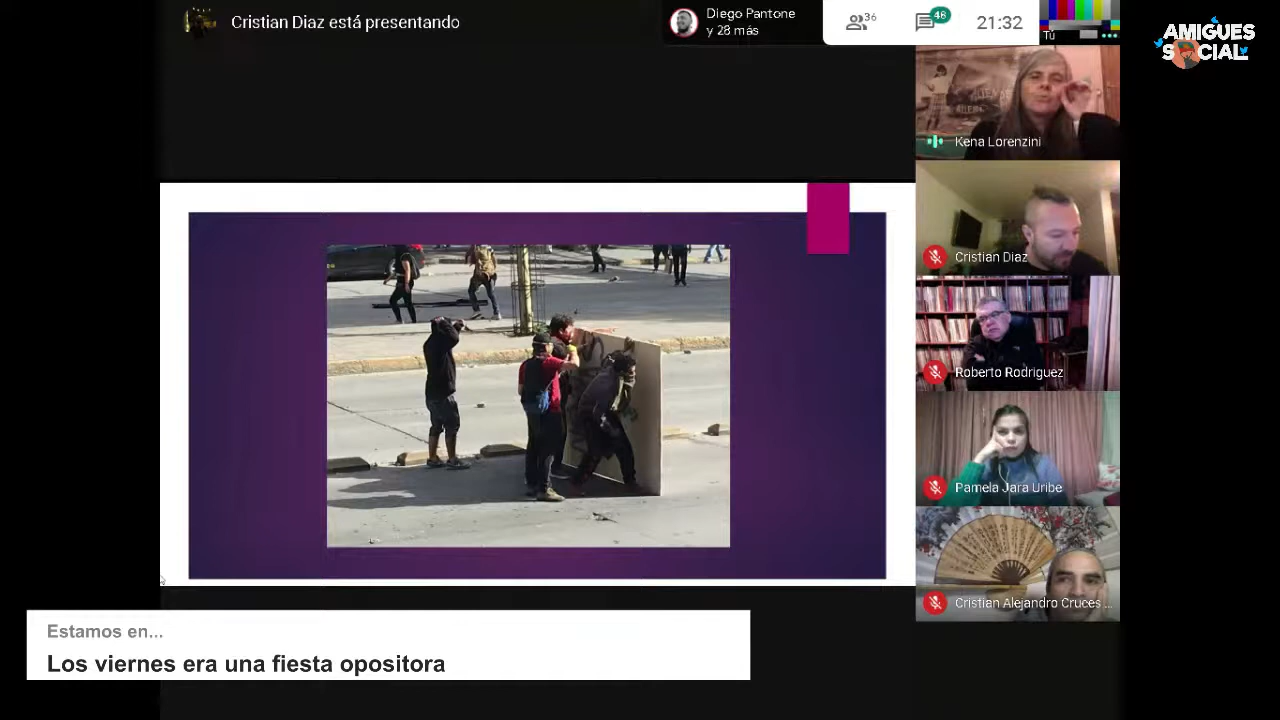 Cristian Diaz está presentando
Diego Pantone
y 28 más
36
48
21:32
Tú
AMIGUES
SOCIAL
Kena Lorenzini
Cristian Diaz
Roberto Rodriguez
Pamela Jara Uribe
Cristian Alejandro Cruces ...
Estamos en...
Los viernes era una fiesta opositora